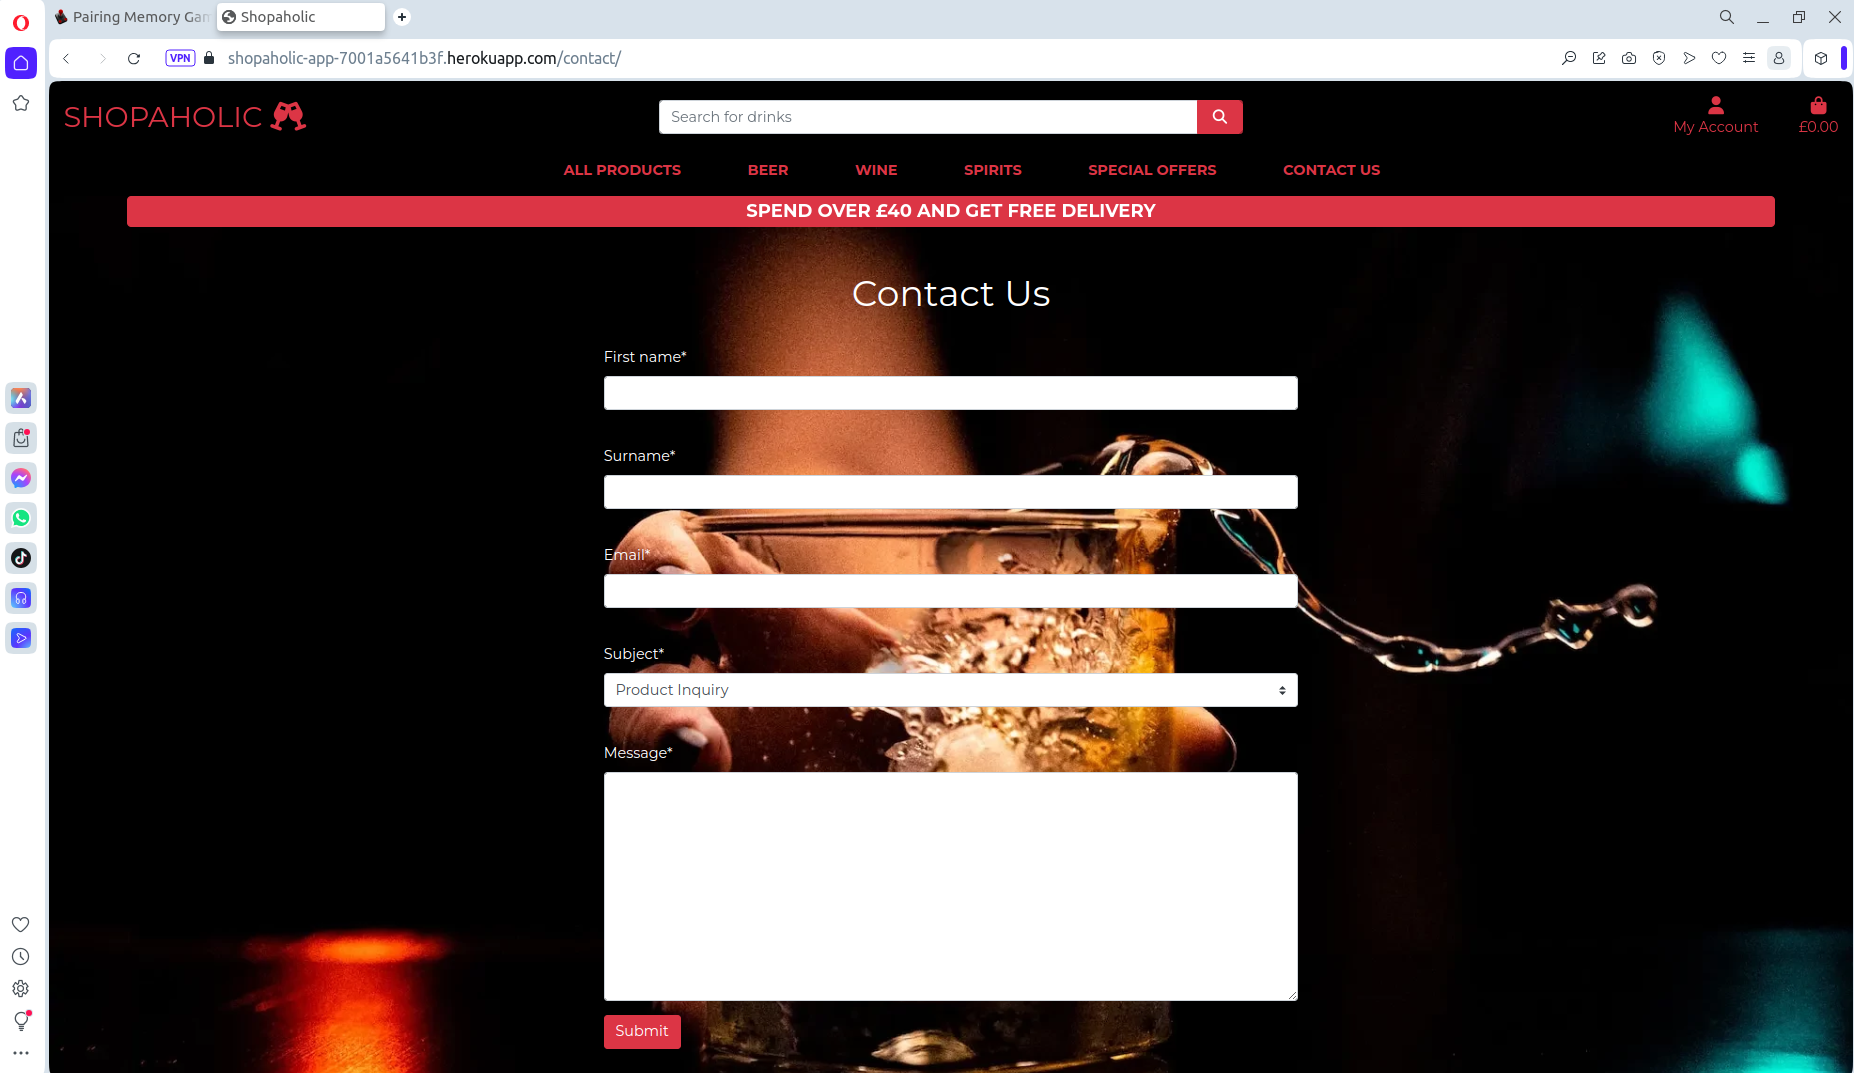 Pairing Memory Gam
Shopaholic
VPN
shopaholic-app-7001a5641b3f.herokuapp.com/contact/
SHOPAHOLIC
Search for drinks
My Account
£0.00
ALL PRODUCTS
BEER
WINE
SPIRITS
SPECIAL OFFERS
CONTACT US
SPEND OVER £40 AND GET FREE DELIVERY
Contact Us
First name*
Surname*
Email*
Subject*
Product Inquiry
Message*
Submit